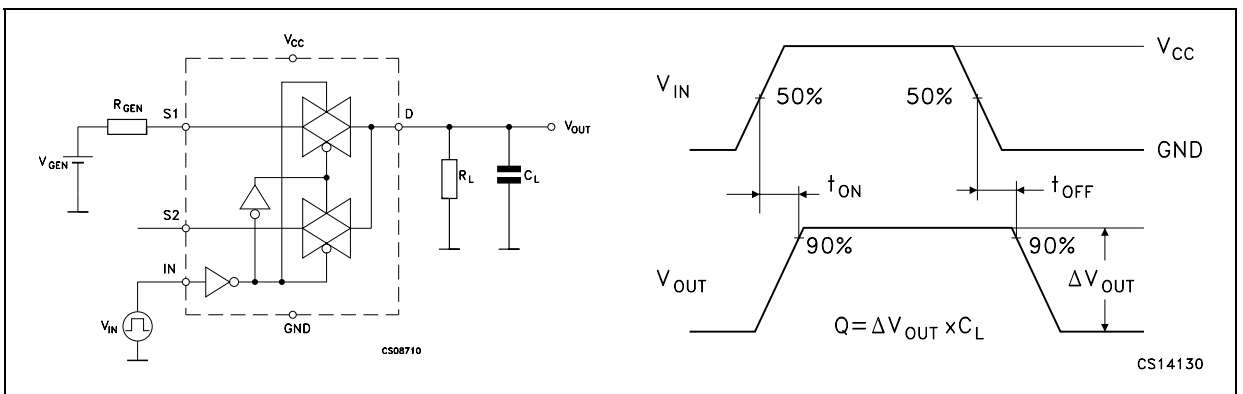 VCC
RGEN
S1
D
VOUT
VGEN
RL
CL
S2
IN
VIN
GND
CS08710
VCC
VIN
50%
50%
GND
tON
tOFF
90%
90%
VOUT
ΔVOUT
Q=ΔVOUT xCL
CS14130